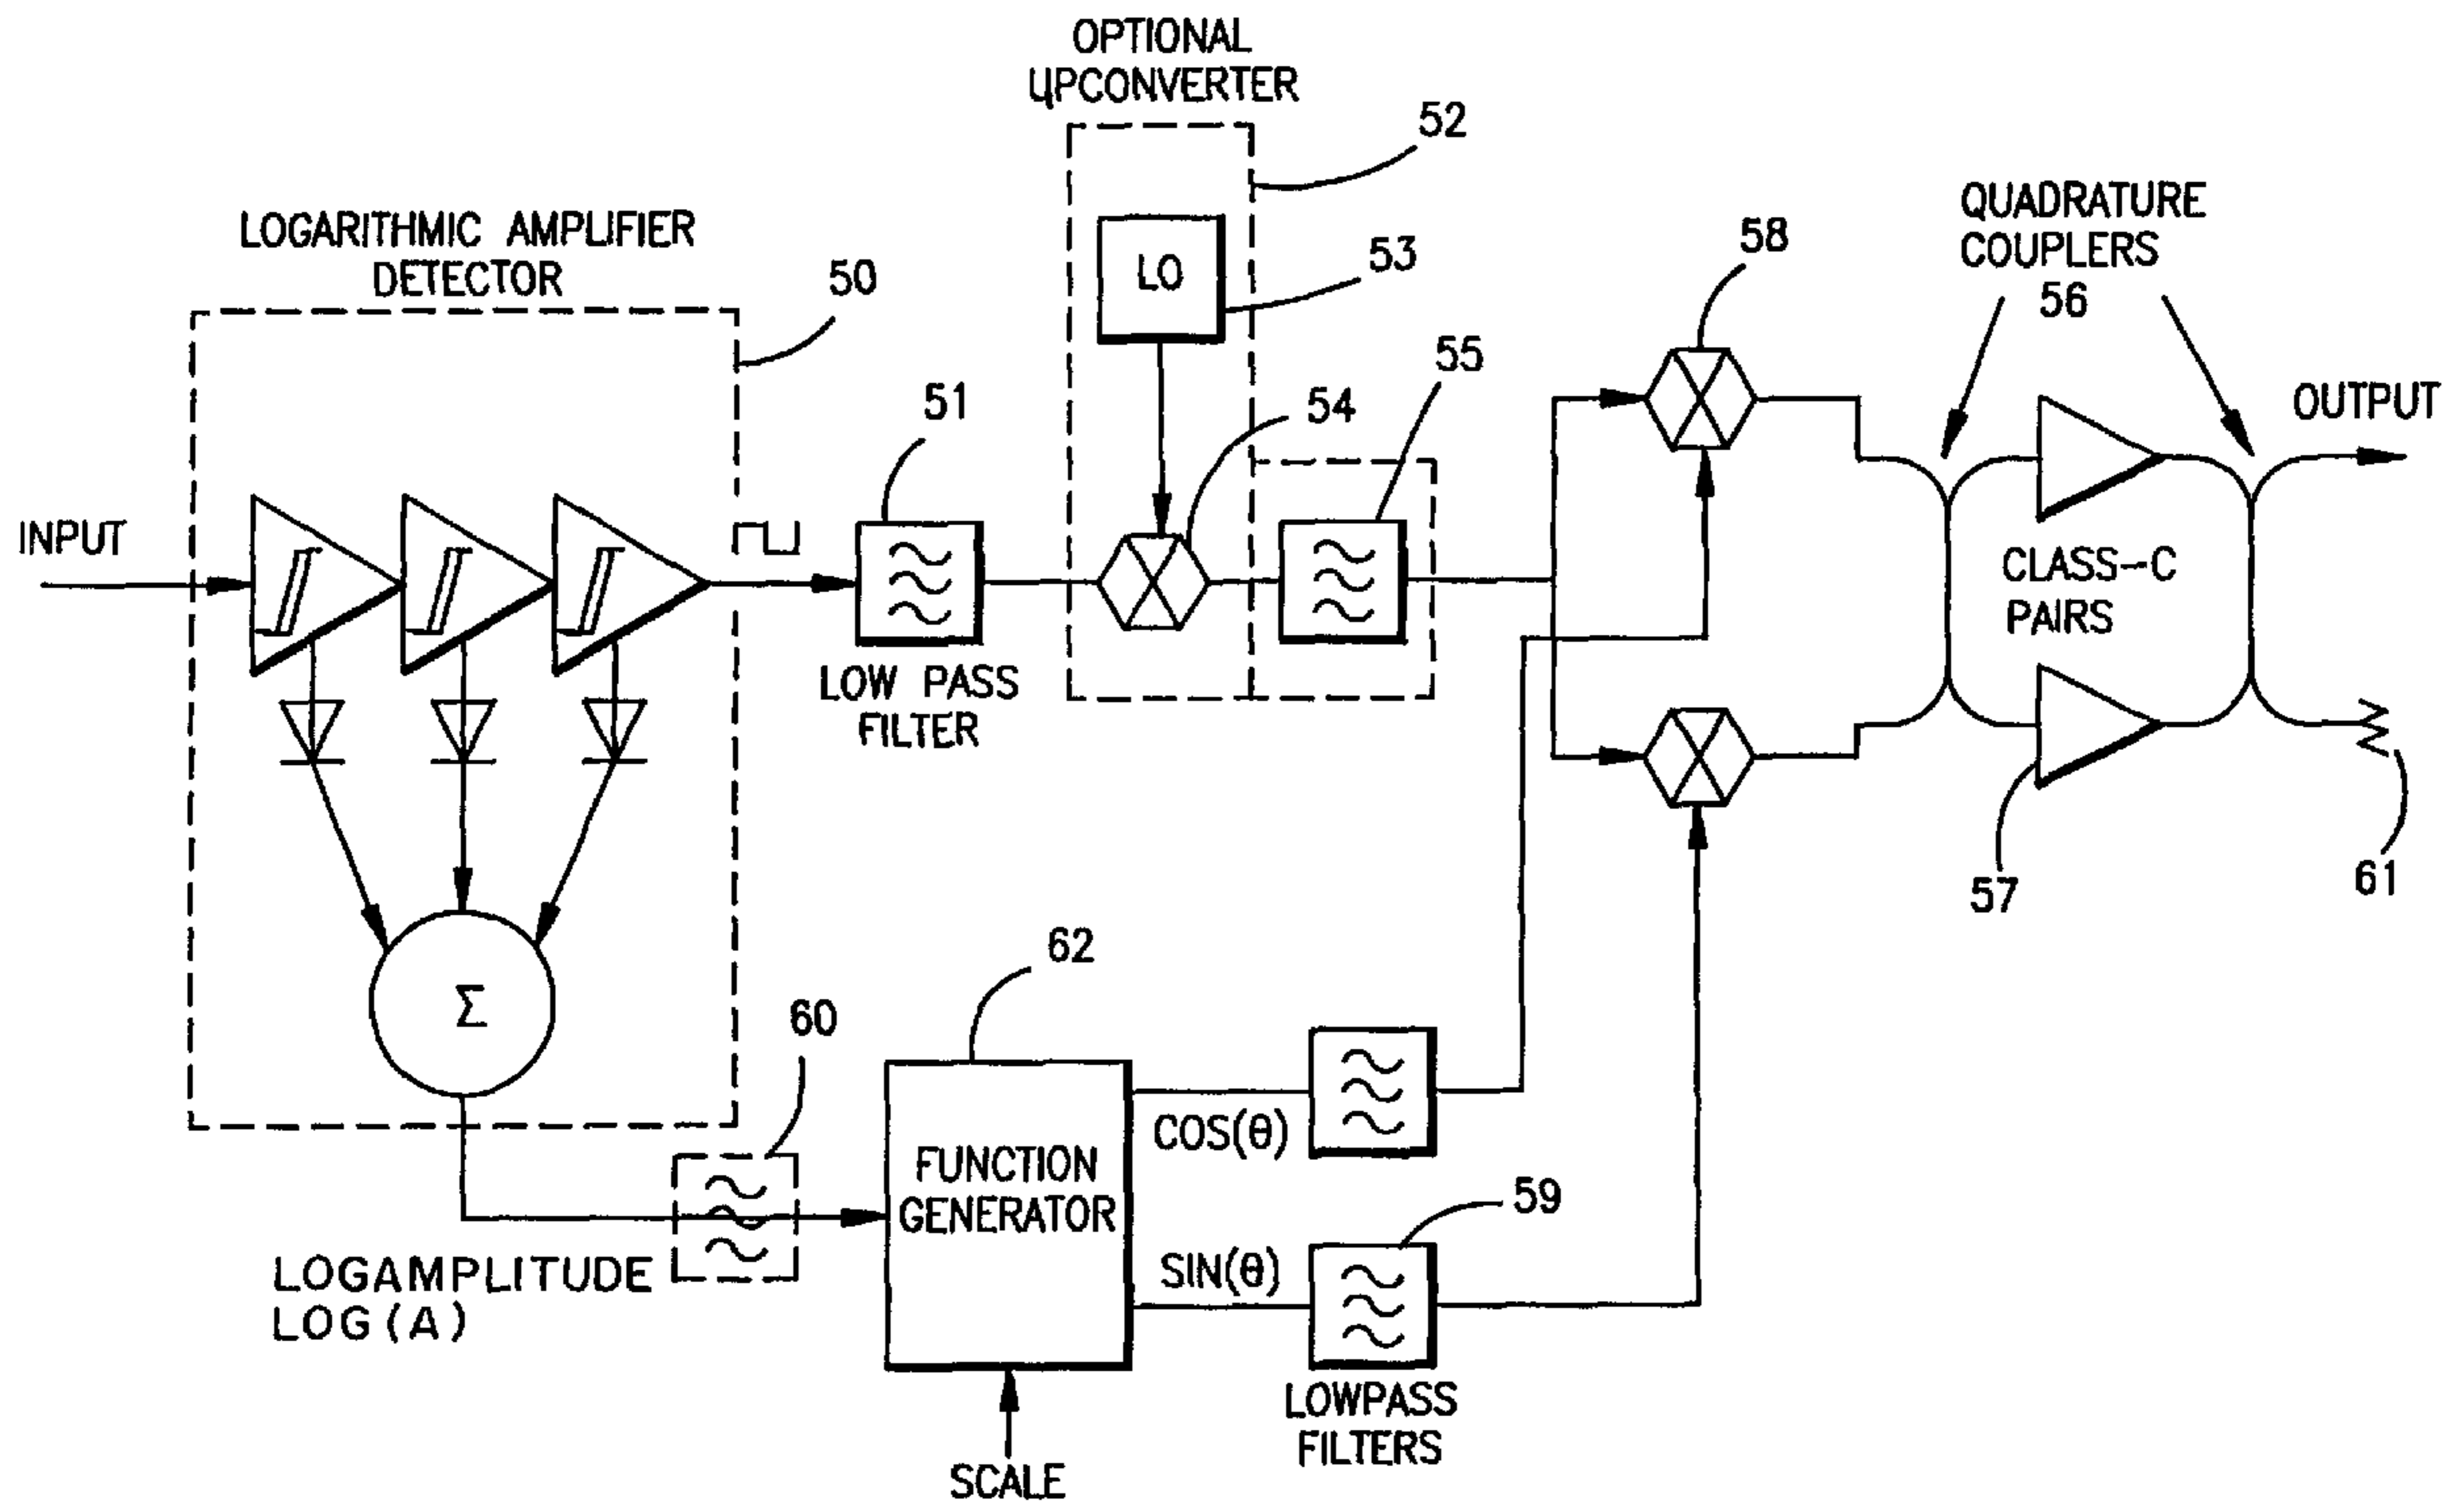 OPTIONAL
UPCONVERTER
52
LOGARITHMIC AMPLIFIER
DETECTOR
50
LO
53
58
QUADRATURE
COUPLERS
56
51
54
55
OUTPUT
INPUT
CLASS-C
PAIRS
LOW PASS
FILTER
57
61
Σ
62
60
COS(θ)
FUNCTION
GENERATOR
59
SIN(θ)
LOGAMPLITUDE
LOG(A)
LOWPASS
FILTERS
SCALE